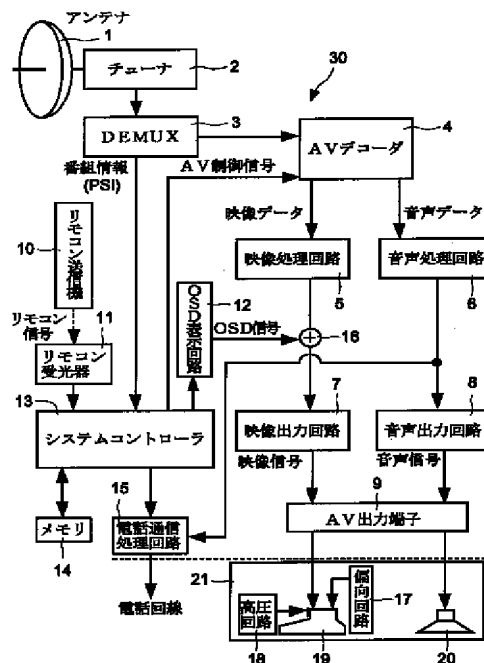 アンテナ
1
チューナ
2
30
DEMUX
3
AVデコーダ
4
番組情報
(PSI)
AV制御信号
映像データ
音声データ
10
リモコン送信機
映像処理回路
5
音声処理回路
6
12
OSD表示回路
OSD信号
16
リモコン
信号
11
リモコン
受光器
13
システムコントローラ
7
映像出力回路
8
音声出力回路
映像信号
音声信号
9
AV出力端子
メモリ
14
15
電話通信
処理回路
電話回線
21
高圧
回路
18
19
偏向回路
17
20